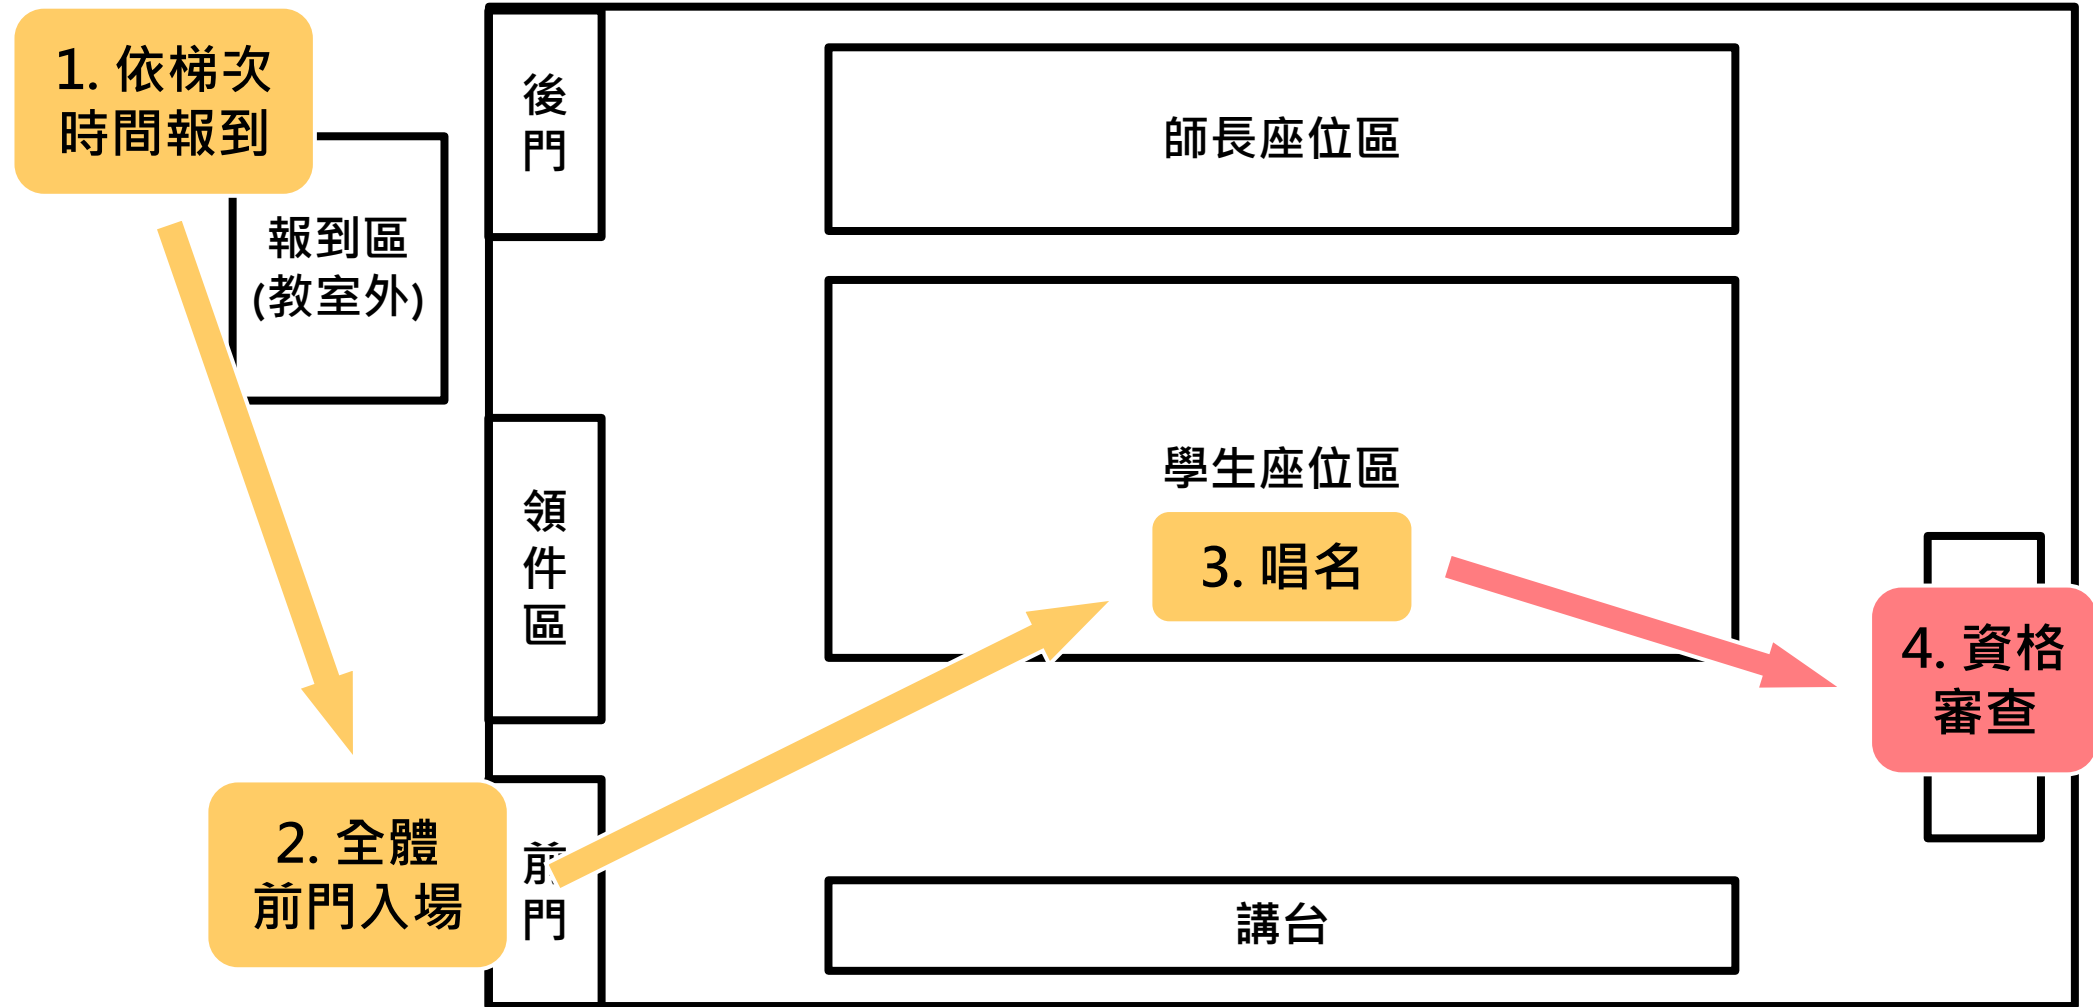 1. 依梯次
時間報到
後
門
師長座位區
報到區
(教室外)
學生座位區
領
件
區
3. 唱名
4. 資格
審查
2. 全體
前門入場
前
門
講台